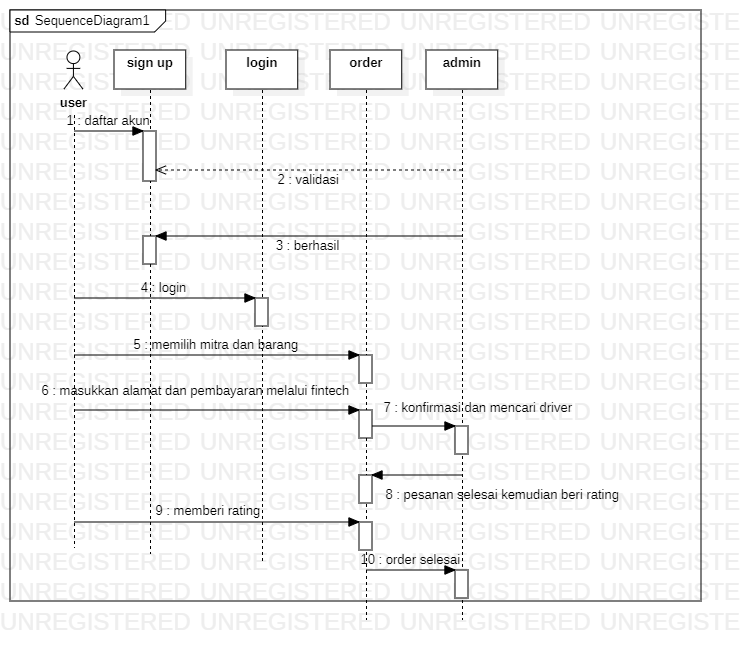 sd SequenceDiagram1
sign up
login
order
admin
user
1 : daftar akun
2 : validasi
3 : berhasil
4 : login
5 : memilih mitra dan barang
6 : masukkan alamat dan pembayaran melalui fintech
7 : konfirmasi dan mencari driver
8 : pesanan selesai kemudian beri rating
9 : memberi rating
10 : order selesai
UNREGISTERED UNREGISTERED UNREGISTERED UNREGISTERED